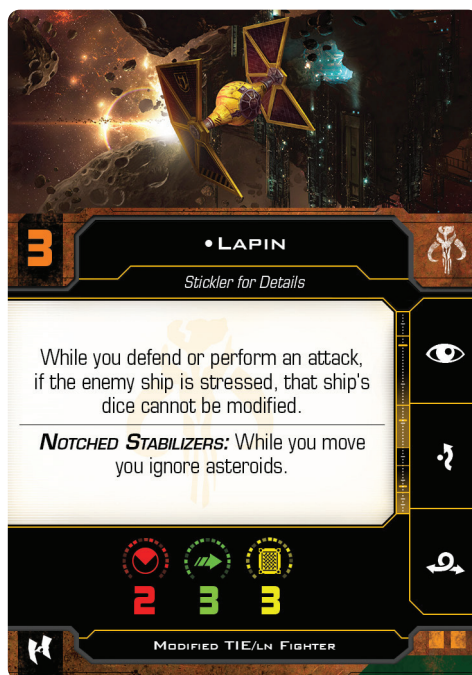 3
•Lapin
Stickler for Details
While you defend or perform an attack,
if the enemy ship is stressed, that ship's
dice cannot be modified.
Notched Stabilizers: While you move
you ignore asteroids.
2 3 3
Modified TIE/ln Fighter